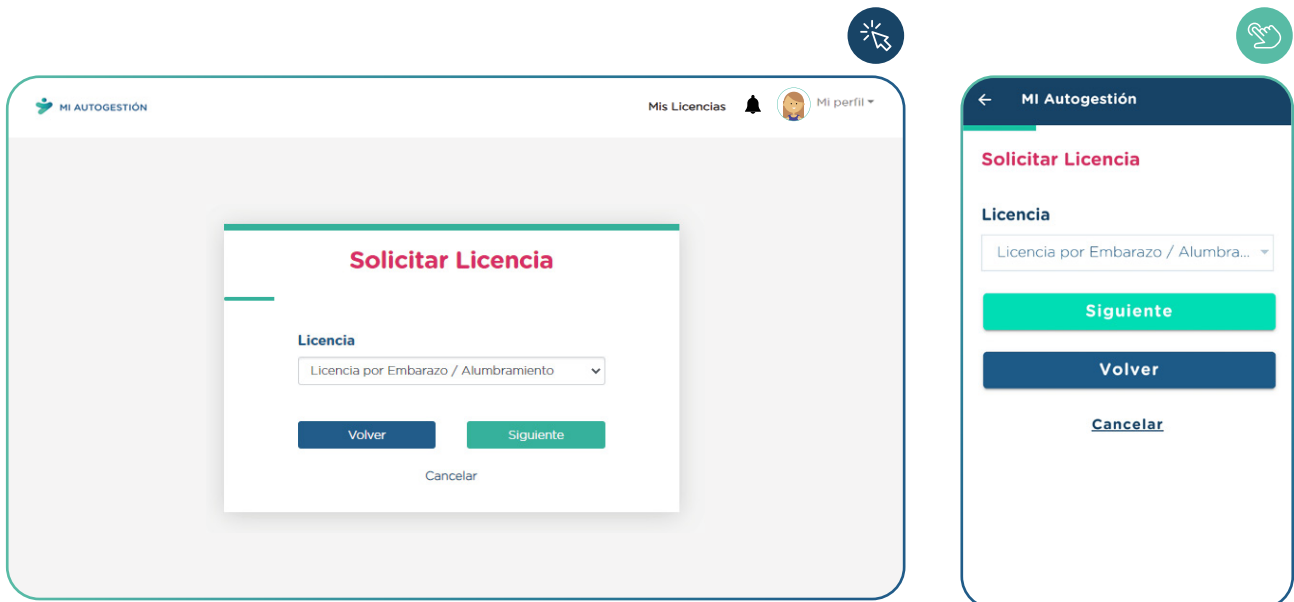 MI AUTOGESTIÓN
Mis Licencias
Mi perfil
Solicitar Licencia
Licencia
Licencia por Embarazo / Alumbramiento
Volver
Siguiente
Cancelar
MI Autogestión
Solicitar Licencia
Licencia
Licencia por Embarazo / Alumbra...
Siguiente
Volver
Cancelar